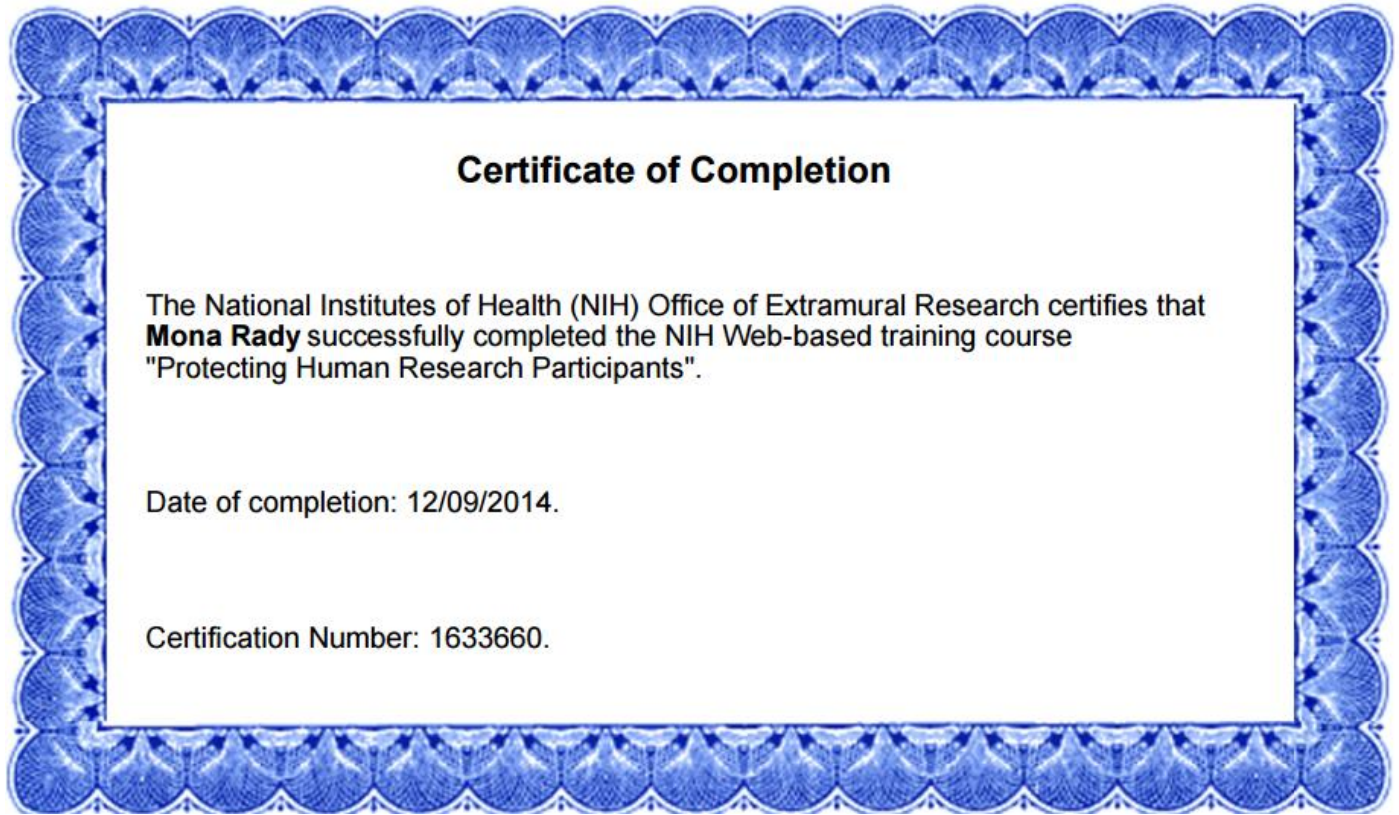 Certificate of Completion
The National Institutes of Health (NIH) Office of Extramural Research certifies that
Mona Rady successfully completed the NIH Web-based training course
"Protecting Human Research Participants".
Date of completion: 12/09/2014.
Certification Number: 1633660.